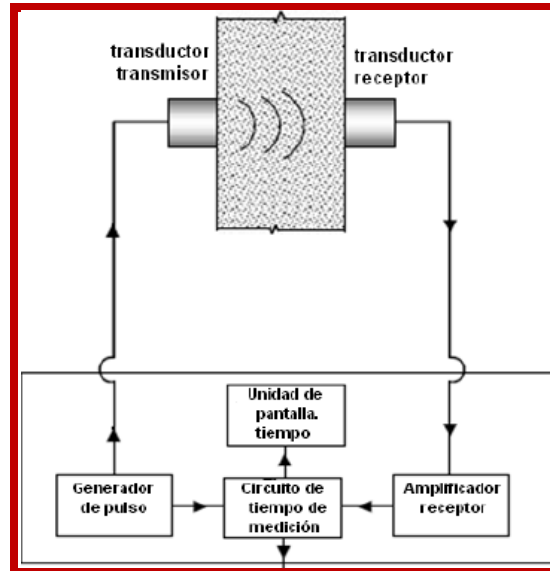 transductor
transmisor
transductor
receptor
Unidad de
pantalla.
tiempo
Generador
de pulso
Circuito de
tiempo de
medición
Amplificador
receptor